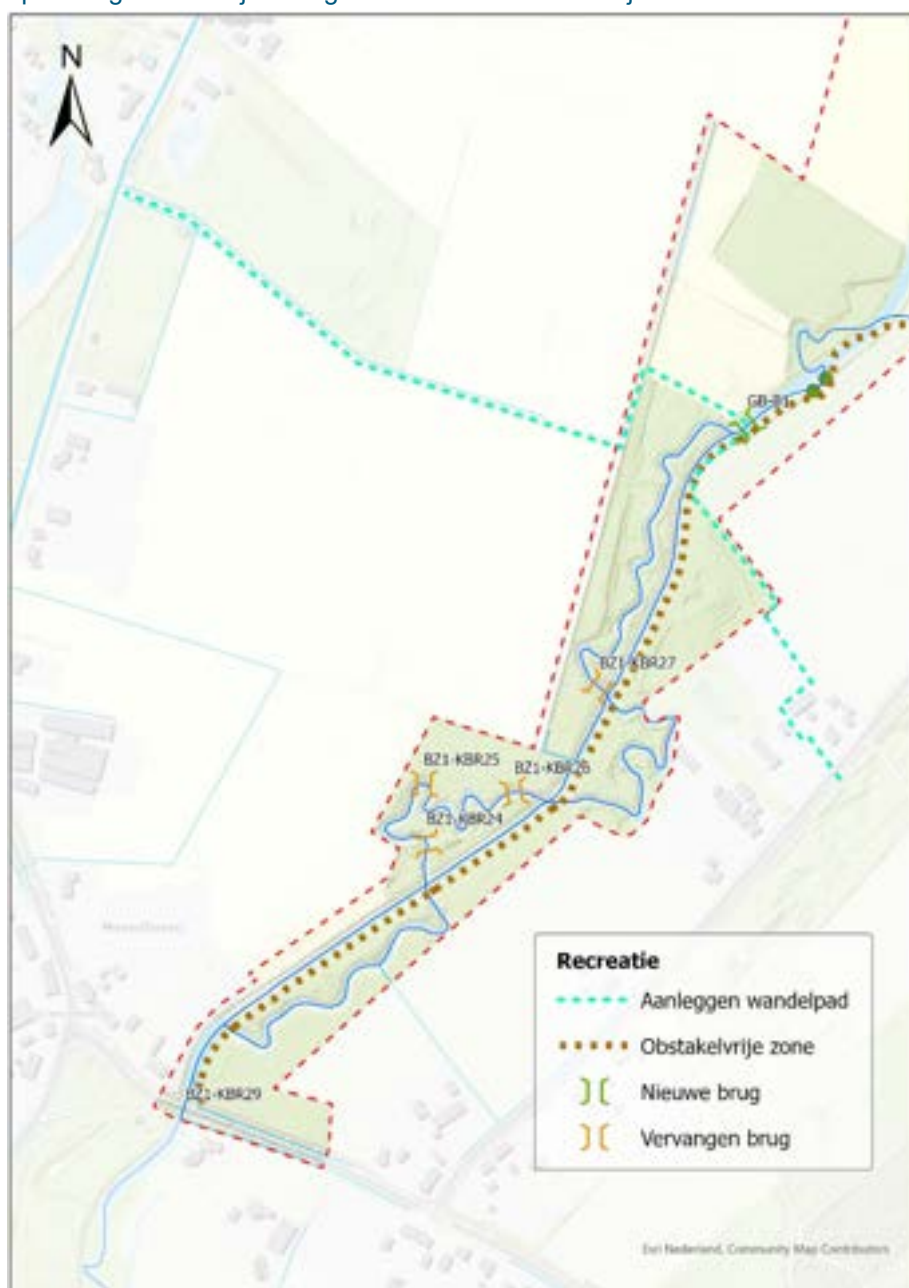 N
GB-B1
BZ1-KBR27
BZ1-KBR25
BZ1-KBR26
BZ1-KBR24
BZ1-KBR29
Recreatie
Aanleggen wandelpad
Obstakelvrije zone
Nieuwe brug
Vervangen brug
Esri Nederland, Community Map Contributors